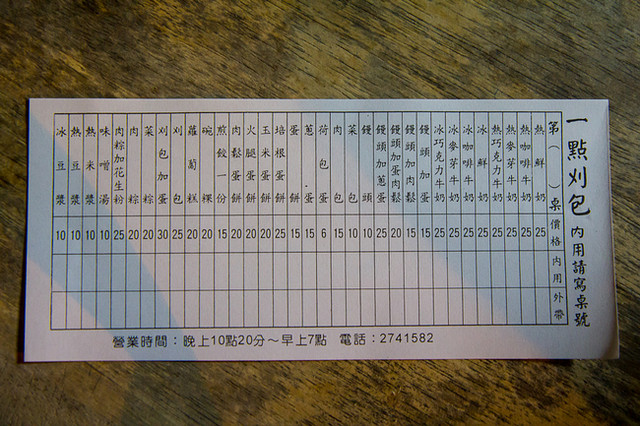 一點刈包 內用請寫桌號
第( )桌 價格 內用 外帶
熱鮮奶 25
熱咖啡牛奶 25
熱麥芽牛奶 25
熱巧克力牛奶 25
冰鮮奶 25
冰咖啡牛奶 25
冰麥芽牛奶 25
冰巧克力牛奶 25
饅頭加蛋 15
饅頭加肉鬆 15
饅頭加蛋肉鬆 20
饅頭加蔥蛋 25
饅頭 10
菜包 10
肉包 15
荷包蛋 6
蔥蛋 15
蛋餅 15
培根蛋餅 25
玉米蛋餅 20
火腿蛋餅 20
肉鬆蛋餅 20
煎餃一份 15
碗粿 20
蘿蔔糕 20
刈包 25
刈包加蛋 30
菜粽 20
肉粽 20
肉粽加花生粉 25
味噌湯 10
熱米漿 10
熱豆漿 10
冰豆漿 10
營業時間：晚上10點20分～早上7點 電話：2741582